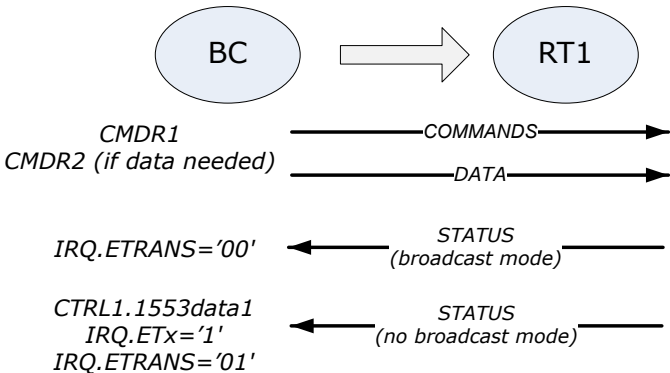 BC
RT1
CMDR1
COMMANDS
CMDR2 (if data needed)
DATA
IRQ.ETRANS='00'
STATUS
(broadcast mode)
CTRL1.1553data1
IRQ.ETx='1'
IRQ.ETRANS='01'
STATUS
(no broadcast mode)